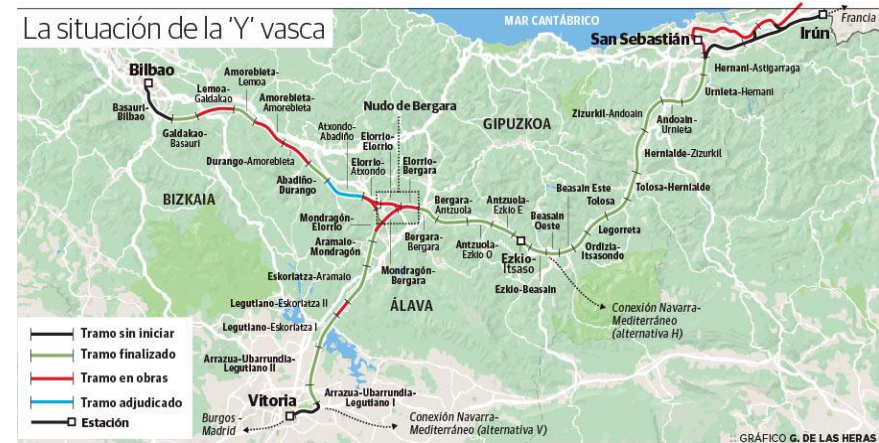 La situación de la ‘Y’ vasca
MAR CANTÁBRICO
Francia
San Sebastián
Irún
Bilbao
Hernani-Astigarraga
Urnieta-Hernani
Lemoa-
Galdakao
Amorebieta-
Lemoa
Amorebieta-
Amorebieta
Nudo de Bergara
Basauri-
Bilbao
Galdakao-
Basauri
Atxondo-
Abadiño
Elorrio-
Elorrio
GIPUZKOA
Zizurkil-Andoain
Andoain-
Urnieta
Durango-Amorebieta
Elorrio-
Atxondo
Elorrio-
Bergara
Hernialde-Zizurkil
Abadiño-
Durango
BIZKAIA
Bergara-
Antzuola
Antzuola-
Ezkio E
Beasain Este
Tolosa
Tolosa-Hernialde
Mondragón-
Elorrio
Beasain
Oeste
Legorreta
Aramaio-
Mondragón
Bergara-
Bergara
Antzuola-
Ezkio O
Ezkio-
Itsaso
Ordizia-
Itsasondo
Eskoriatza-Aramaio
Mondragón-
Bergara
Ezkio-Beasain
Legutiano-Eskoriatza II
ÁLAVA
Conexión Navarra-
Mediterráneo
(alternativa H)
Legutiano-Eskoriatza I
Tramo sin iniciar
Tramo finalizado
Tramo en obras
Tramo adjudicado
Estación
Arrazua-Ubarrundia-
Legutiano II
Vitoria
Arrazua-Ubarrundia-
Legutiano I
Burgos -
Madrid
Conexión Navarra-
Mediterráneo (alternativa V)
:: GRÁFICO G. DE LAS HERAS